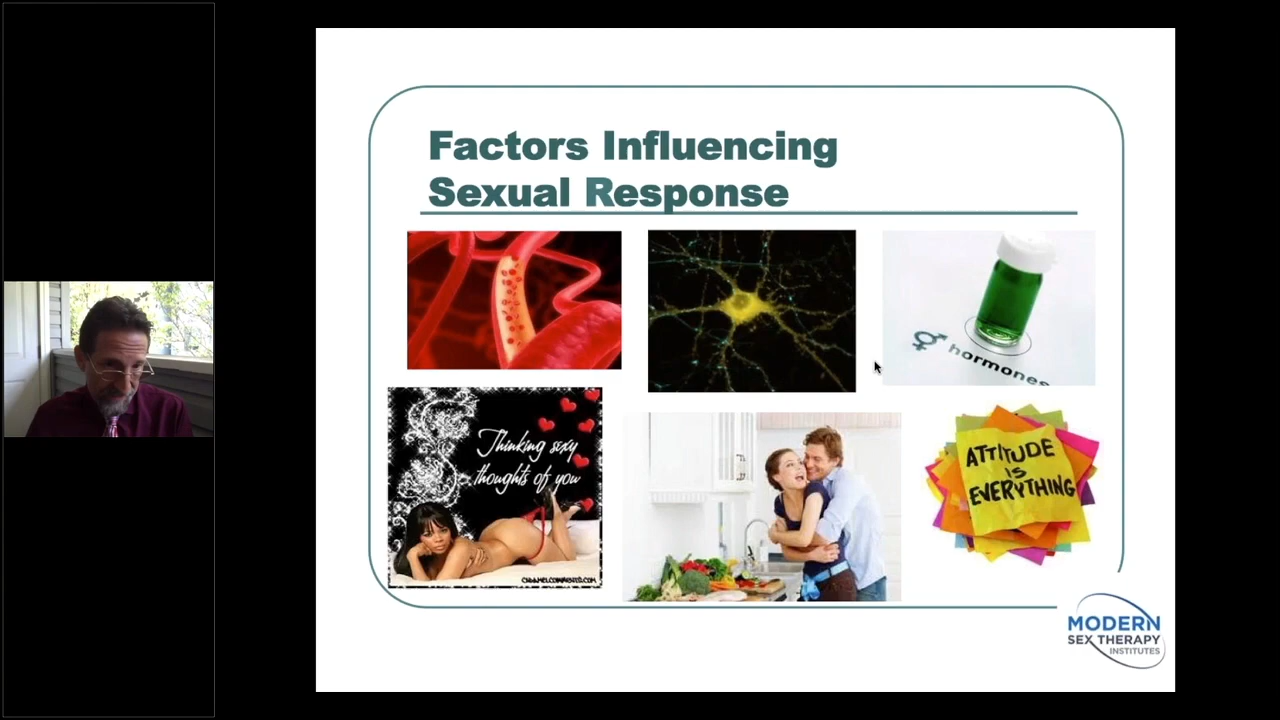 Factors Influencing
Sexual Response
hormones
Thinking sexy
thoughts of you
ATTITUDE
IS
EVERYTHING
MODERN
SEX THERAPY
INSTITUTES